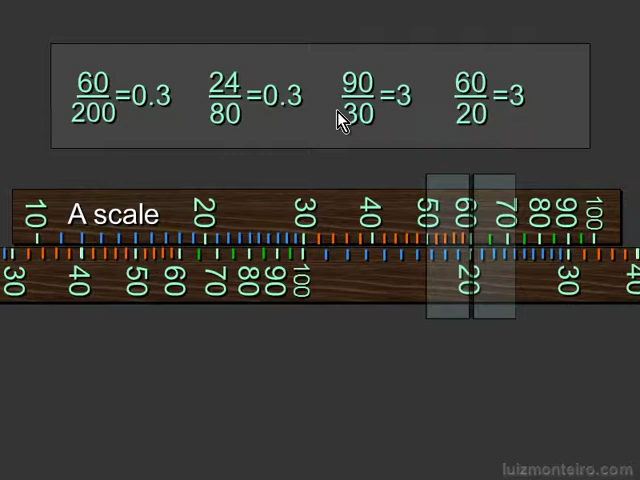 60/200=0.3 24/80=0.3 90/30=3 60/20=3
A scale
10 20 30 40 50 60 70 80 90 100
30 40 50 60 70 80 90 100 20 30 40
luizmonteiro.com